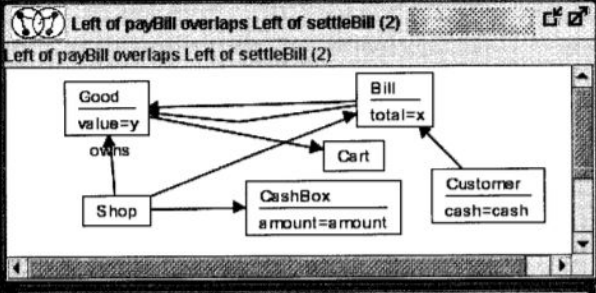 Left of payBill overlaps Left of settleBill (2)
Left of payBill overlaps Left of settleBill (2)
Good
value=y
Bill
total=x
owns
Cart
Shop
CashBox
amount=amount
Customer
cash=cash